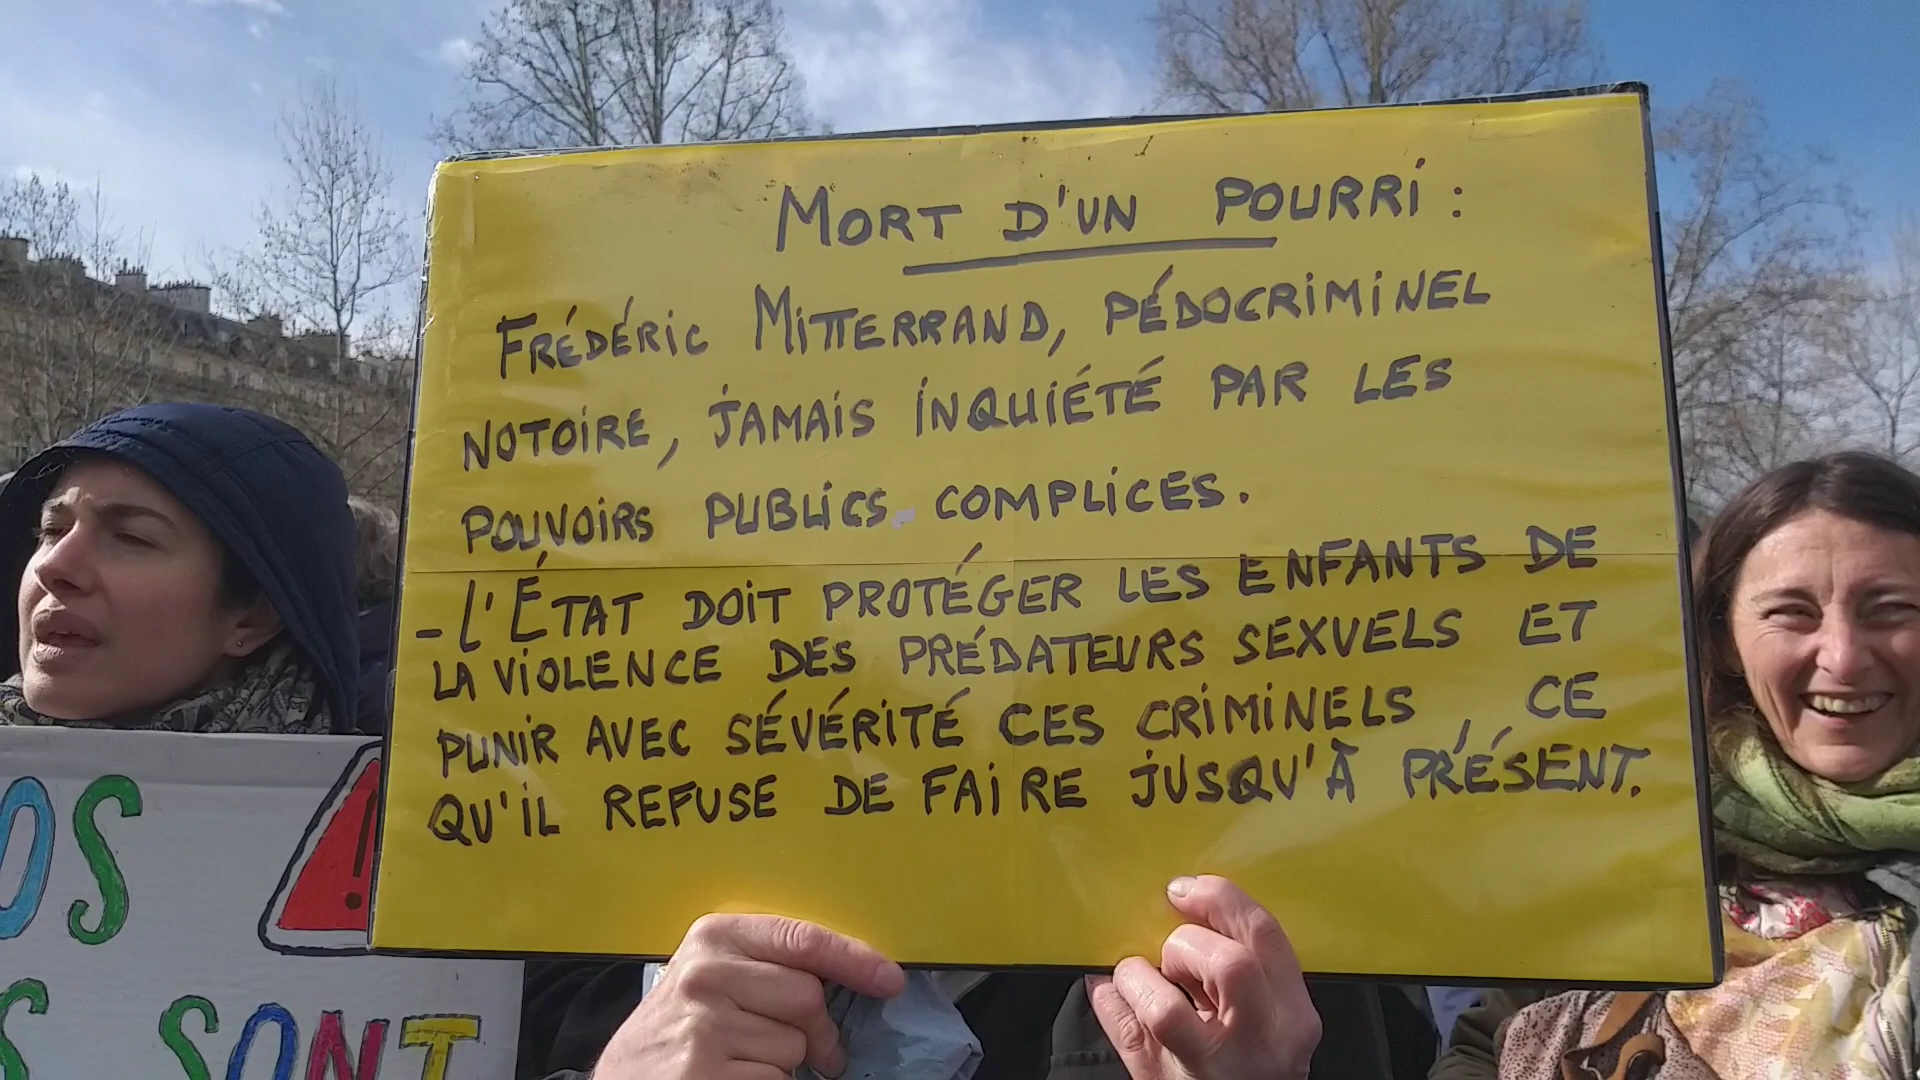 MORT D'UN POURRI :
FRÉDÉRIC MITTERRAND, PÉDOCRIMINEL
NOTOIRE, JAMAIS INQUIÉTÉ PAR LES
POUVOIRS PUBLICS COMPLICES.
- L'ÉTAT DOIT PROTÉGER LES ENFANTS DE
LA VIOLENCE DES PRÉDATEURS SEXUELS ET
PUNIR AVEC SÉVÉRITÉ CES CRIMINELS, CE
QU'IL REFUSE DE FAIRE JUSQU'À PRÉSENT.
OS !
S SONT